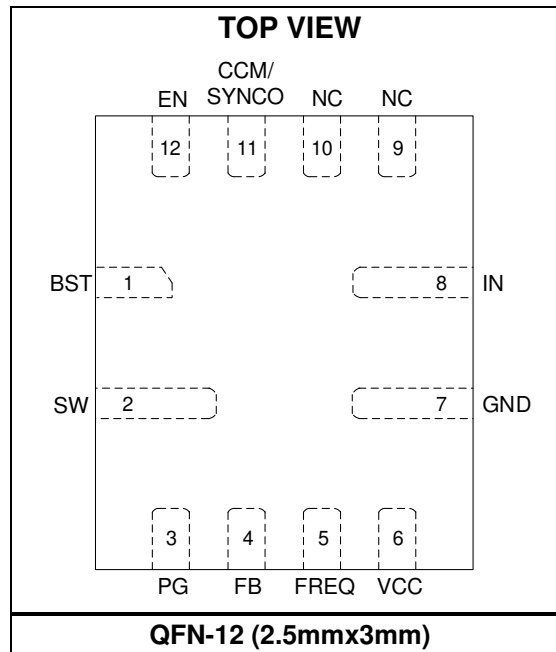 TOP VIEW
CCM/
EN SYNCO NC NC
12 11 10 9
BST 1 8 IN
SW 2 7 GND
3 4 5 6
PG FB FREQ VCC
QFN-12 (2.5mmx3mm)